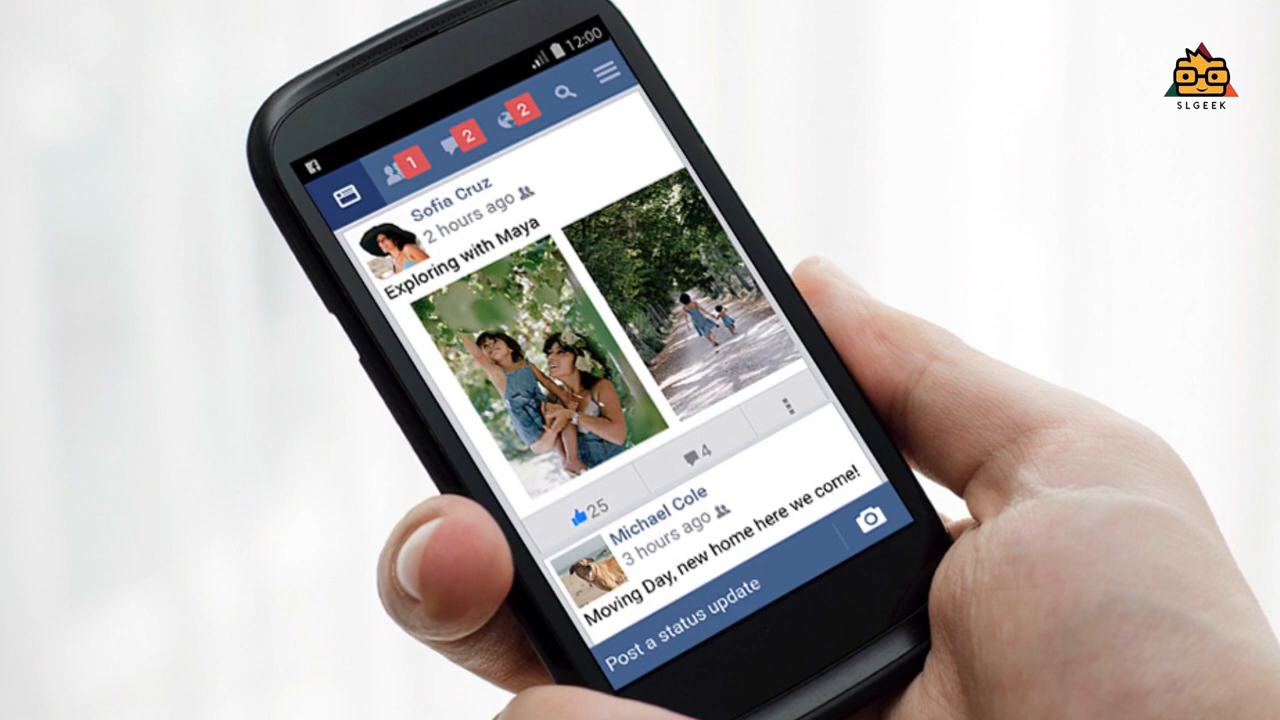 SLGEEK
12:00
1
2
2
Sofia Cruz
2 hours ago
Exploring with Maya
25
4
Michael Cole
3 hours ago
Moving Day, new home here we come!
Post a status update